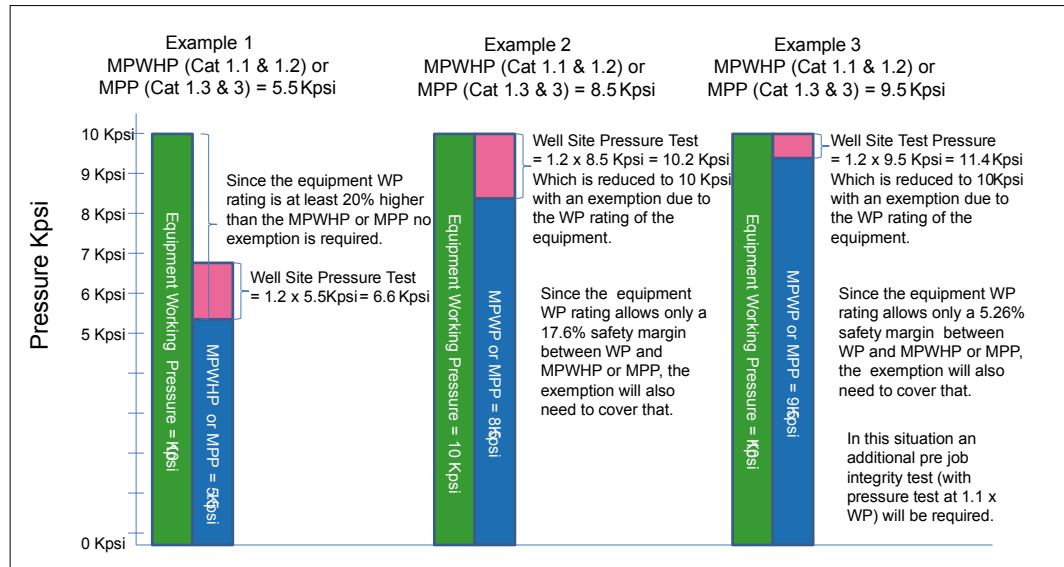 Example 1
MPWHP (Cat 1.1 & 1.2) or
MPP (Cat 1.3 & 3) = 5.5 Kpsi
Example 2
MPWHP (Cat 1.1 & 1.2) or
MPP (Cat 1.3 & 3) = 8.5 Kpsi
Example 3
MPWHP (Cat 1.1 & 1.2) or
MPP (Cat 1.3 & 3) = 9.5 Kpsi
Pressure Kpsi
10 Kpsi
9 Kpsi
8 Kpsi
7 Kpsi
6 Kpsi
5 Kpsi
0 Kpsi
Equipment Working Pressure =
MPWHP or MPP =
Since the equipment WP
rating is at least 20% higher
than the MPWHP or MPP no
exemption is required.
Well Site Pressure Test
= 1.2 x 5.5 Kpsi = 6.6 Kpsi
Equipment Working Pressure = 10 Kpsi
MPWP or MPP =
Well Site Pressure Test
= 1.2 x 8.5 Kpsi = 10.2 Kpsi
Which is reduced to 10 Kpsi
with an exemption due to
the WP rating of the
equipment.
Since the equipment
WP rating allows only a
17.6% safety margin
between WP and
MPWHP or MPP, the
exemption will also
need to cover that.
Equipment Working Pressure =
MPWP or MPP =
Well Site Test Pressure
= 1.2 x 9.5 Kpsi = 11.4 Kpsi
Which is reduced to 10Kpsi
with an exemption due to
the WP rating of the
equipment.
Since the equipment WP
rating allows only a 5.26%
safety margin between
WP and MPWHP or MPP,
the exemption will also
need to cover that.
In this situation an
additional pre job
integrity test (with
pressure test at 1.1 x
WP) will be required.